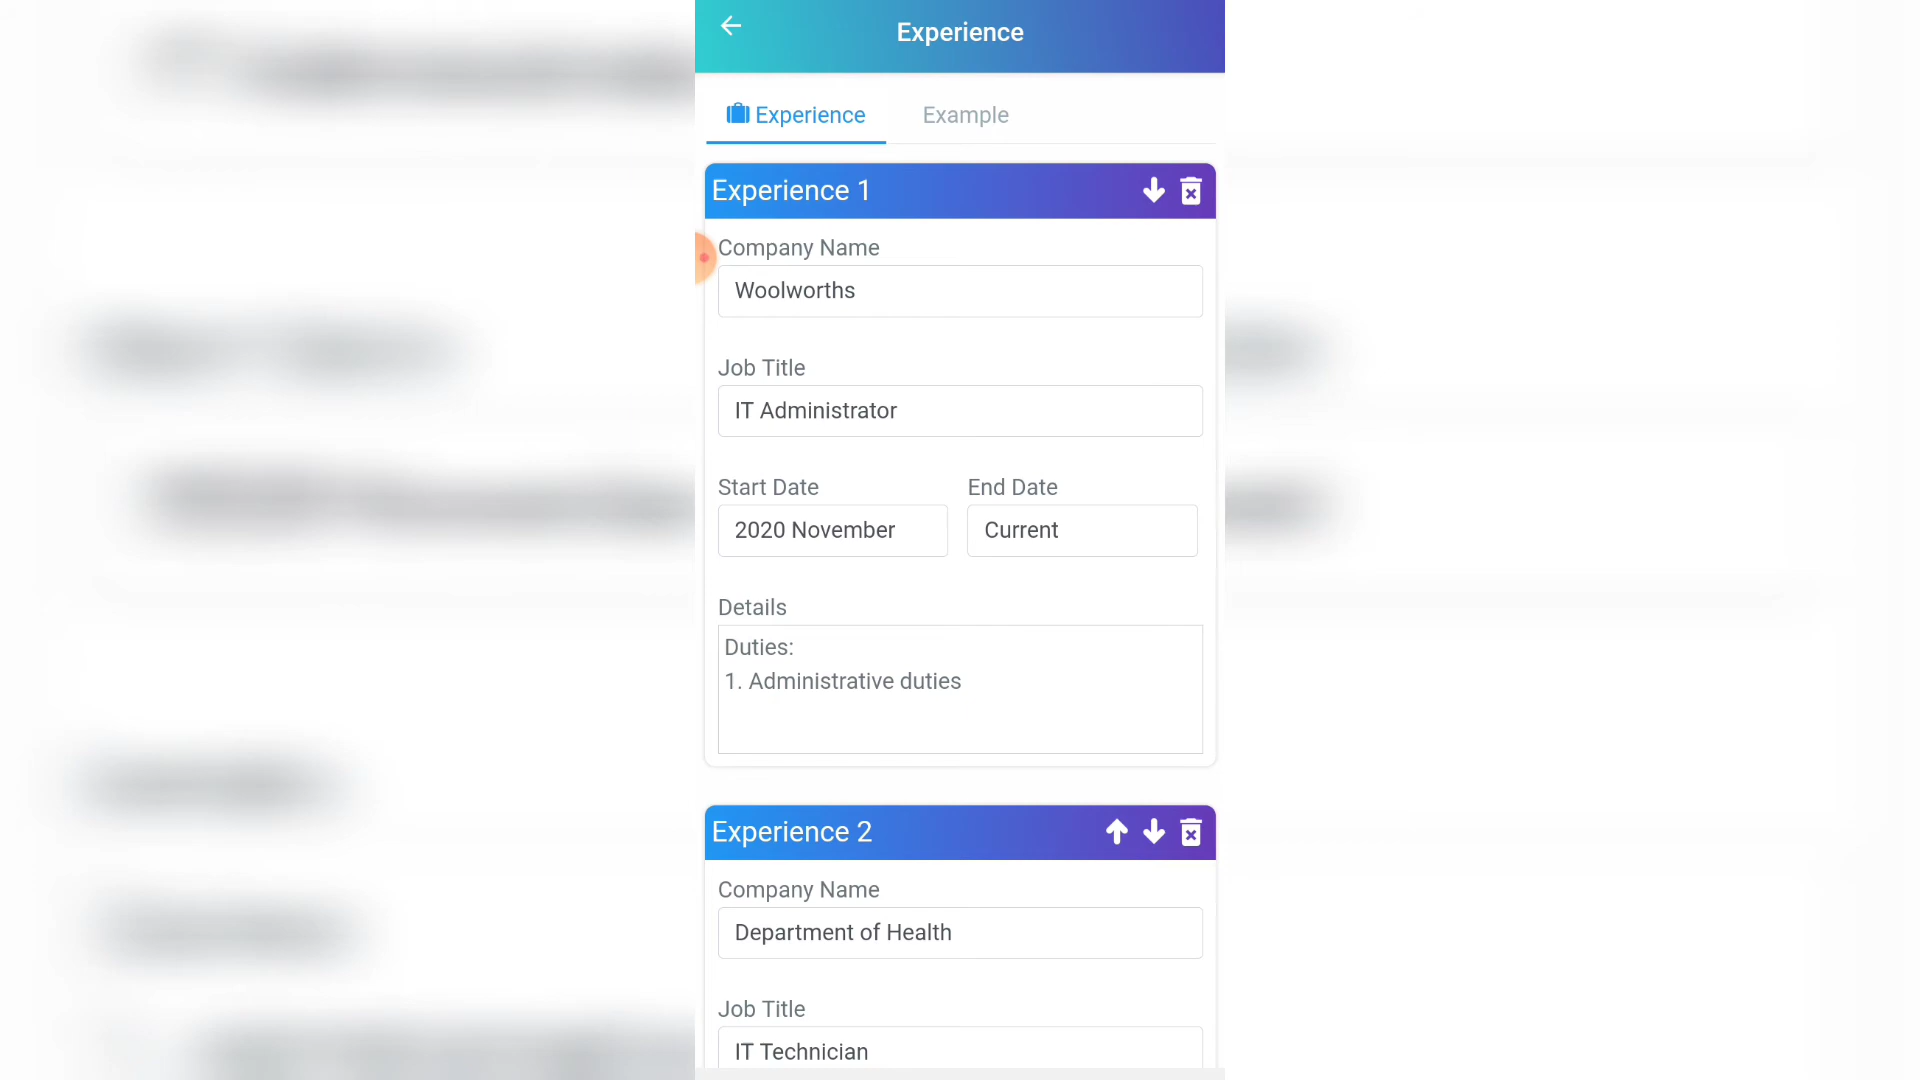 Experience
Experience
Example
Experience 1
Company Name
Woolworths
Job Title
IT Administrator
Start Date
End Date
2020 November
Current
Details
Duties:
1. Administrative duties
Experience 2
Company Name
Department of Health
Job Title
IT Technician